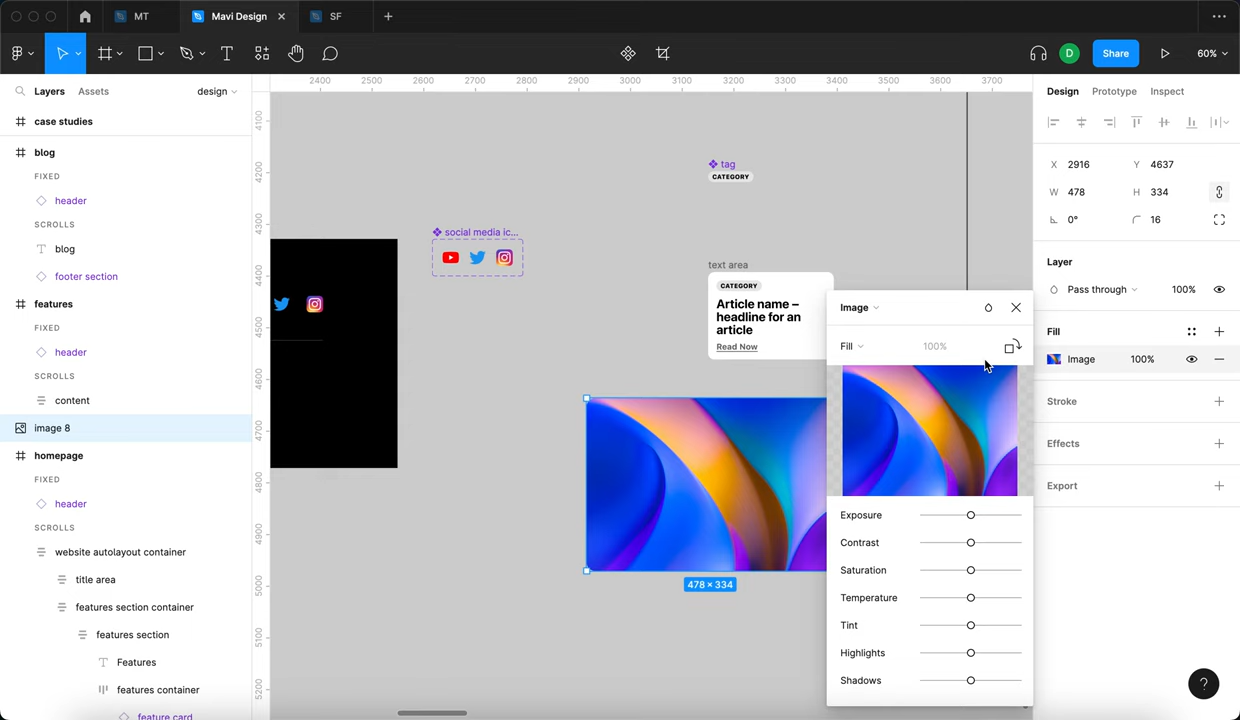 MT
Mavi Design
SF
D
Share
60%
Layers
Assets
design
case studies
blog
FIXED
header
SCROLLS
blog
footer section
features
FIXED
header
SCROLLS
content
image 8
homepage
FIXED
header
SCROLLS
website autolayout container
title area
features section container
features section
Features
features container
feature card
2400
2500
2600
2700
2800
2900
3000
3100
3200
3300
3400
3500
3600
3700
4100
4200
4300
4400
4500
4600
4700
4800
4900
5000
5100
5200
tag
CATEGORY
social media ic...
text area
CATEGORY
Article name –
headline for an
article
Read Now
478 × 334
Image
Fill
100%
Exposure
Contrast
Saturation
Temperature
Tint
Highlights
Shadows
Design
Prototype
Inspect
X 2916
Y 4637
W 478
H 334
0°
16
Layer
Pass through
100%
Fill
Image
100%
Stroke
Effects
Export
?